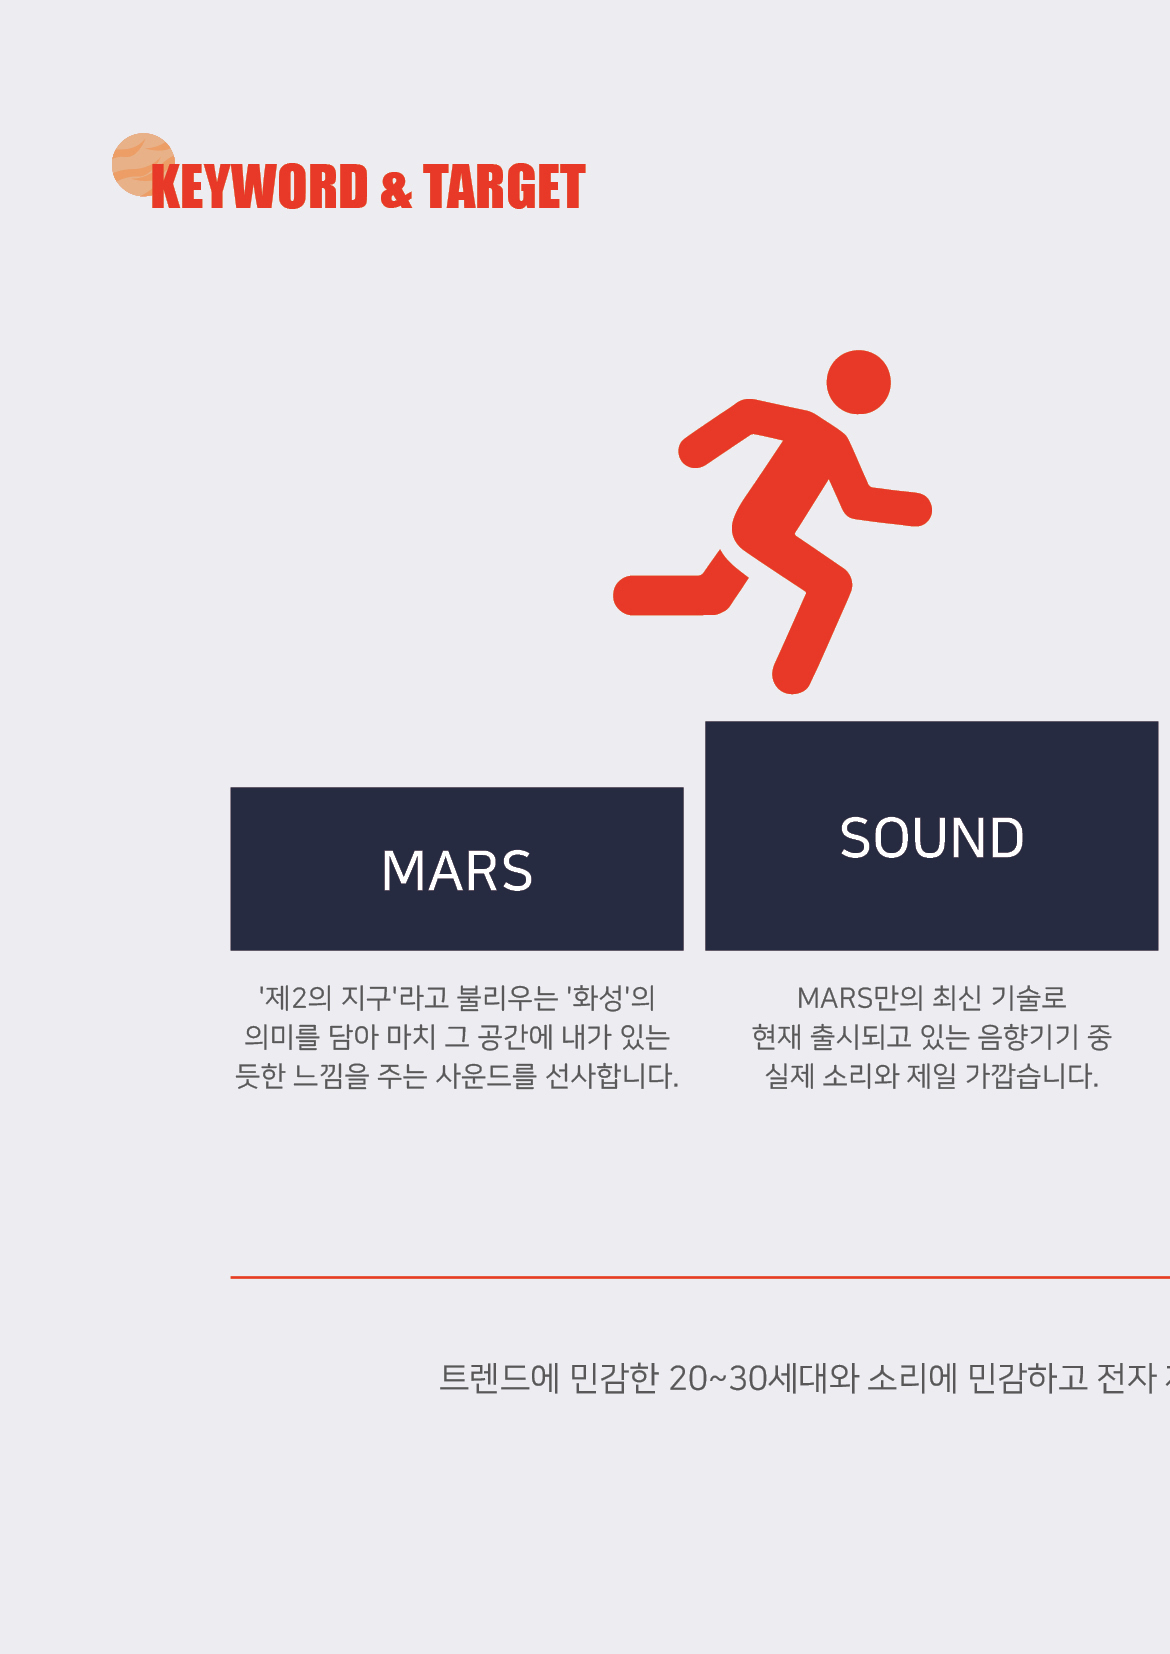 KEYWORD & TARGET
MARS
SOUND
'제2의 지구'라고 불리우는 '화성'의
의미를 담아 마치 그 공간에 내가 있는
듯한 느낌을 주는 사운드를 선사합니다.
MARS만의 최신 기술로
현재 출시되고 있는 음향기기 중
실제 소리와 제일 가깝습니다.
트렌드에 민감한 20~30세대와 소리에 민감하고 전자